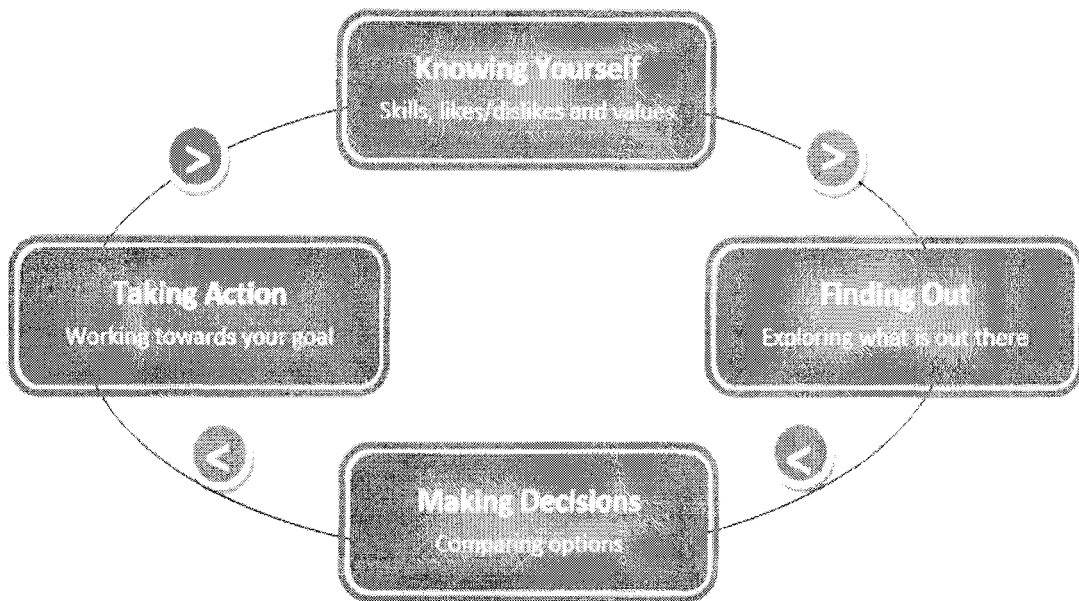 Knowing Yourself
Skills, likes/dislikes and values
>
>
Taking Action
Working towards your goal
Finding Out
Exploring what is out there
<
<
Making Decisions
Comparing options